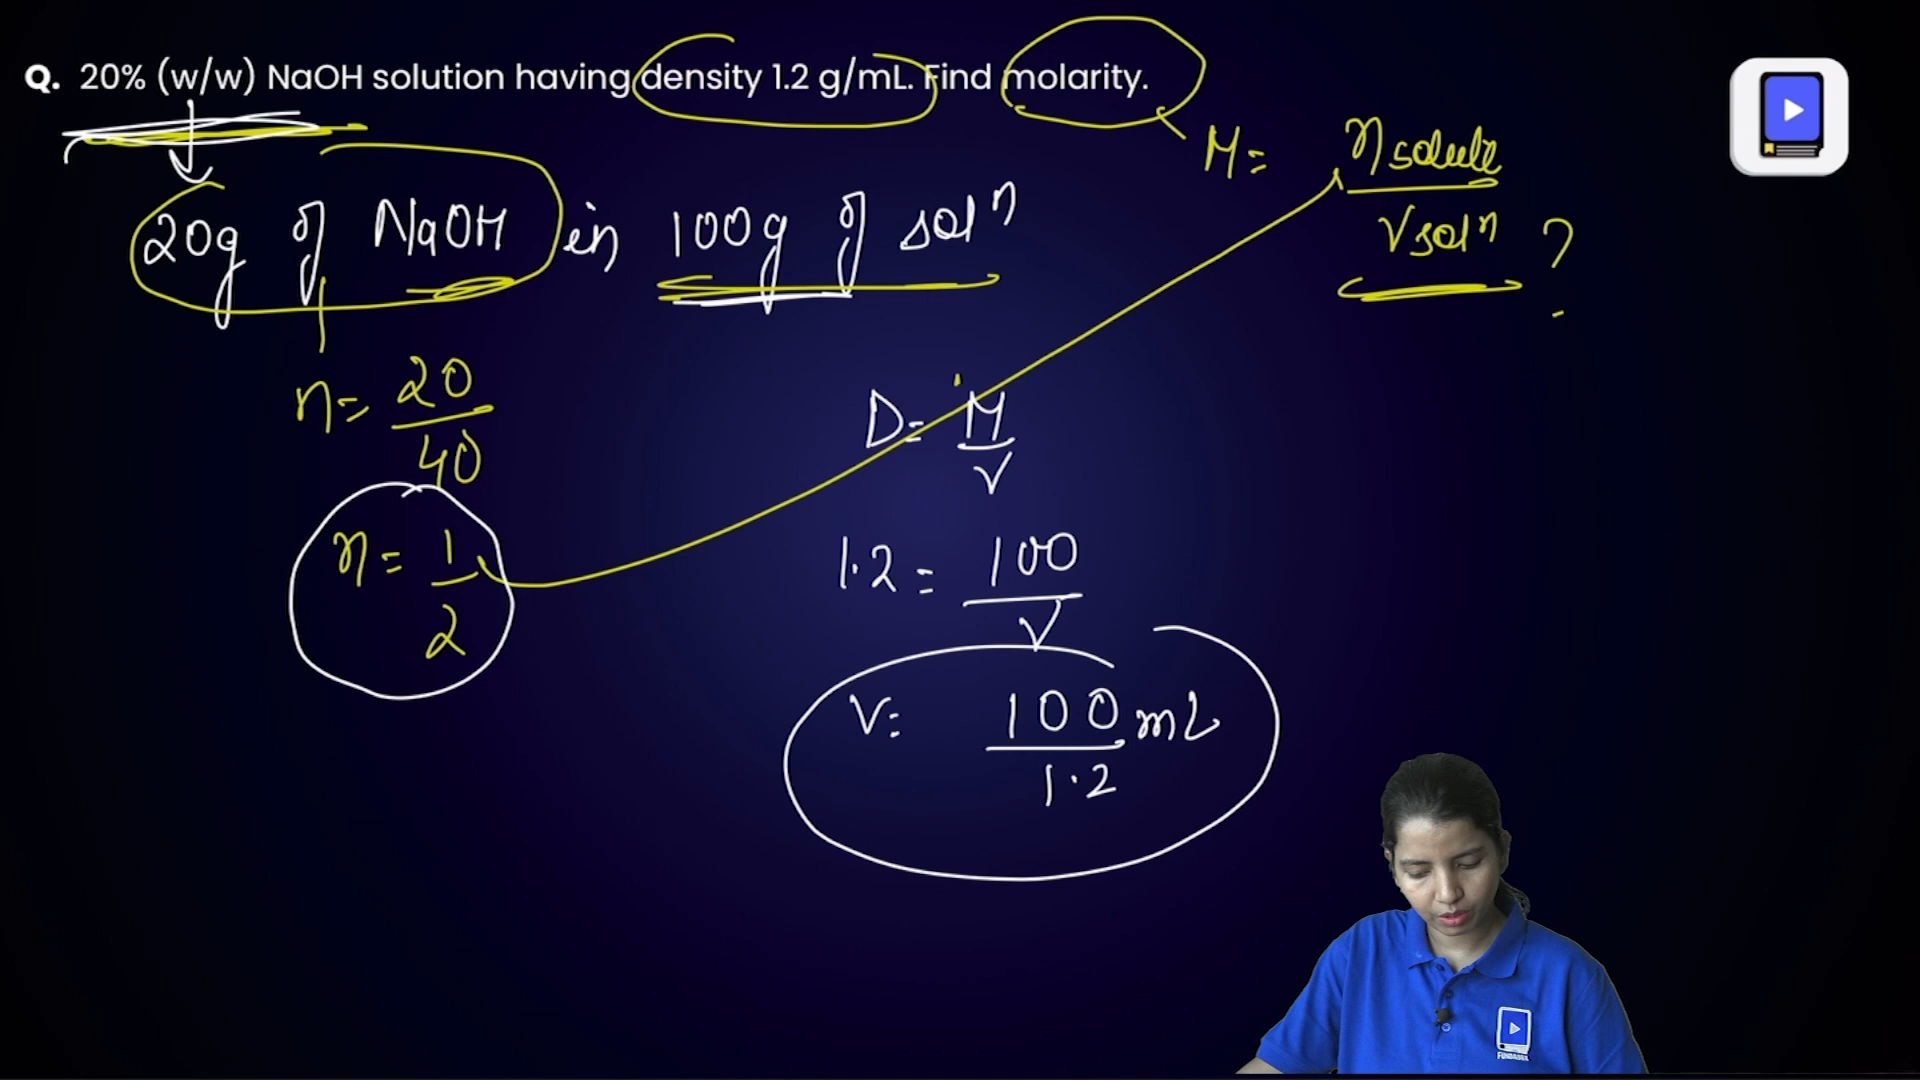 Q. 20% (w/w) NaOH solution having density 1.2 g/mL. Find molarity.
M = n solute
V solⁿ ?
20g of NaOH in 100g of solⁿ
n = 20
40
n = 1
2
D = M
V
1.2 = 100
V
V = 100 mL
1.2
FUNDAMAL